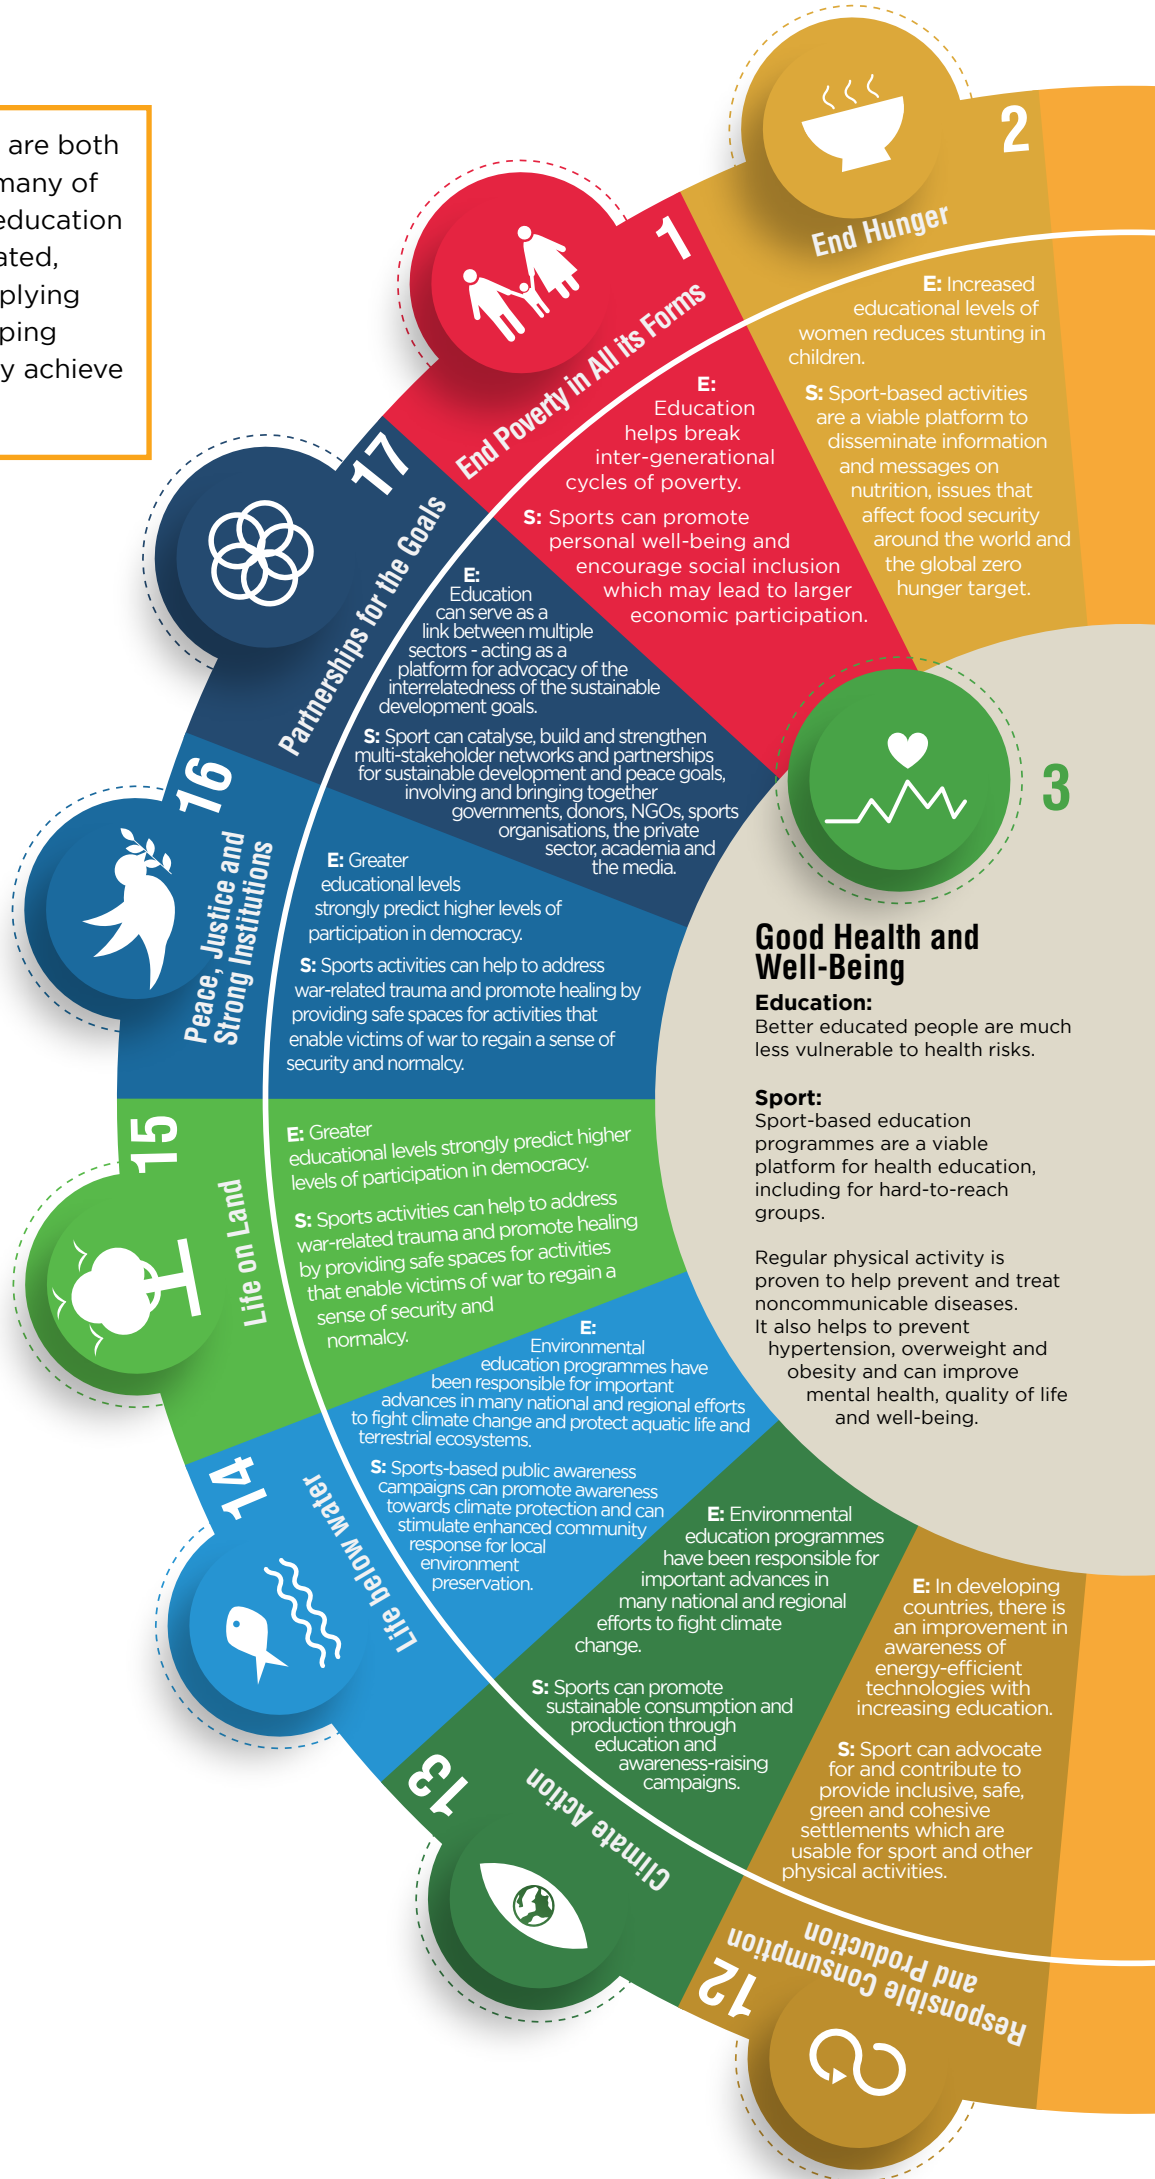 are both
many of
education
ated,
plying
ping
y achieve
2
End Hunger
E: Increased
educational levels of
women reduces stunting in
children.
S: Sport-based activities
are a viable platform to
disseminate information
and messages on
nutrition, issues that
affect food security
around the world and
the global zero
hunger target.
1
End Poverty in All its Forms
E:
Education
helps break
inter-generational
cycles of poverty.
S: Sports can promote
personal well-being and
encourage social inclusion
which may lead to larger
economic participation.
17
Partnerships for the Goals
E:
Education
can serve as a
link between multiple
sectors - acting as a
platform for advocacy of the
interrelatedness of the sustainable
development goals.
S: Sport can catalyse, build and strengthen
multi-stakeholder networks and partnerships
for sustainable development and peace goals,
involving and bringing together
governments, donors, NGOs, sports
organisations, the private
sector, academia and
the media.
16
Peace, Justice and
Strong Institutions
E: Greater
educational levels
strongly predict higher levels of
participation in democracy.
S: Sports activities can help to address
war-related trauma and promote healing by
providing safe spaces for activities that
enable victims of war to regain a sense of
security and normalcy.
15
Life on Land
E: Greater
educational levels strongly predict higher
levels of participation in democracy.
S: Sports activities can help to address
war-related trauma and promote healing
by providing safe spaces for activities
that enable victims of war to regain a
sense of security and
normalcy.
14
Life below water
E:
Environmental
education programmes have
been responsible for important
advances in many national and regional efforts
to fight climate change and protect aquatic life and
terrestrial ecosystems.
S: Sports-based public awareness
campaigns can promote awareness
towards climate protection and can
stimulate enhanced community
response for local
environment
preservation.
13
Climate Action
E: Environmental
education programmes
have been responsible for
important advances in
many national and regional
efforts to fight climate
change.
S: Sports can promote
sustainable consumption and
production through
education and
awareness-raising
campaigns.
12
Responsible Consumption
and Production
E: In developing
countries, there is
an improvement in
awareness of
energy-efficient
technologies with
increasing education.
S: Sport can advocate
for and contribute to
provide inclusive, safe,
green and cohesive
settlements which are
usable for sport and other
physical activities.
3
Good Health and
Well-Being
Education:
Better educated people are much
less vulnerable to health risks.
Sport:
Sport-based education
programmes are a viable
platform for health education,
including for hard-to-reach
groups.
Regular physical activity is
proven to help prevent and treat
noncommunicable diseases.
It also helps to prevent
hypertension, overweight and
obesity and can improve
mental health, quality of life
and well-being.